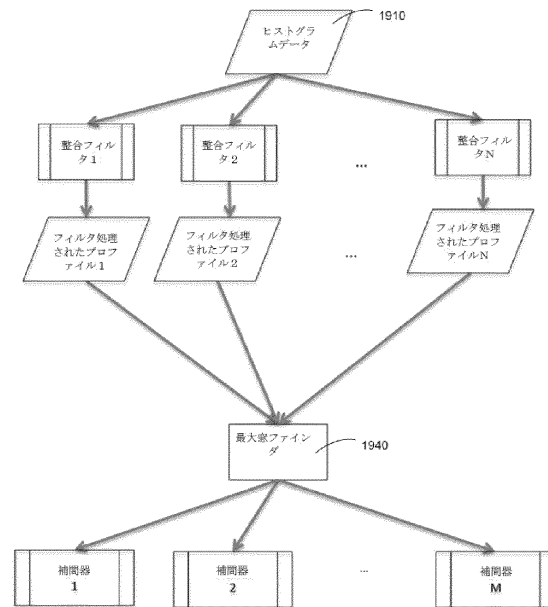 ヒストグラ
ムデータ
1910
整合フィル
タ1
整合フィル
タ2
...
整合フィル
タN
フィルタ処理
されたプロフ
ァイル1
フィルタ処理
されたプロフ
ァイル2
...
フィルタ処理
されたプロフ
ァイルN
最大窓ファイン
ダ
1940
補間器
1
補間器
2
...
補間器
M